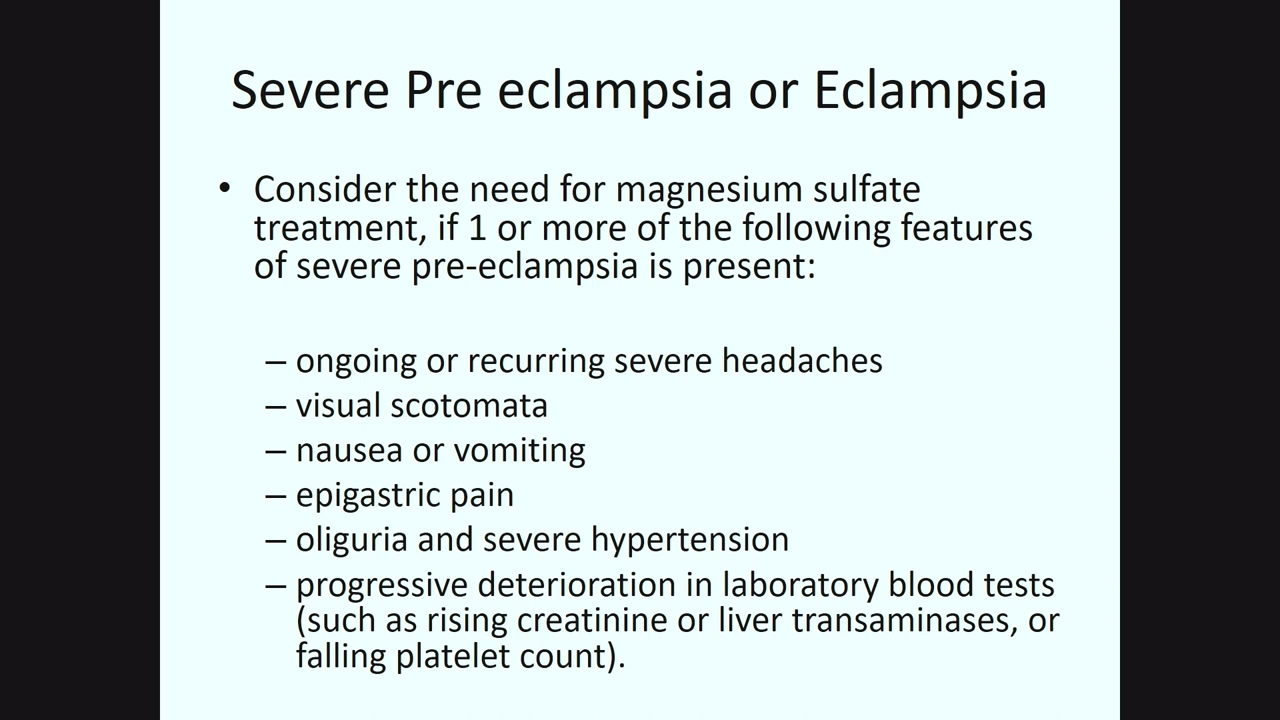 Severe Pre eclampsia or Eclampsia
• Consider the need for magnesium sulfate
treatment, if 1 or more of the following features
of severe pre-eclampsia is present:
– ongoing or recurring severe headaches
– visual scotomata
– nausea or vomiting
– epigastric pain
– oliguria and severe hypertension
– progressive deterioration in laboratory blood tests
(such as rising creatinine or liver transaminases, or
falling platelet count).